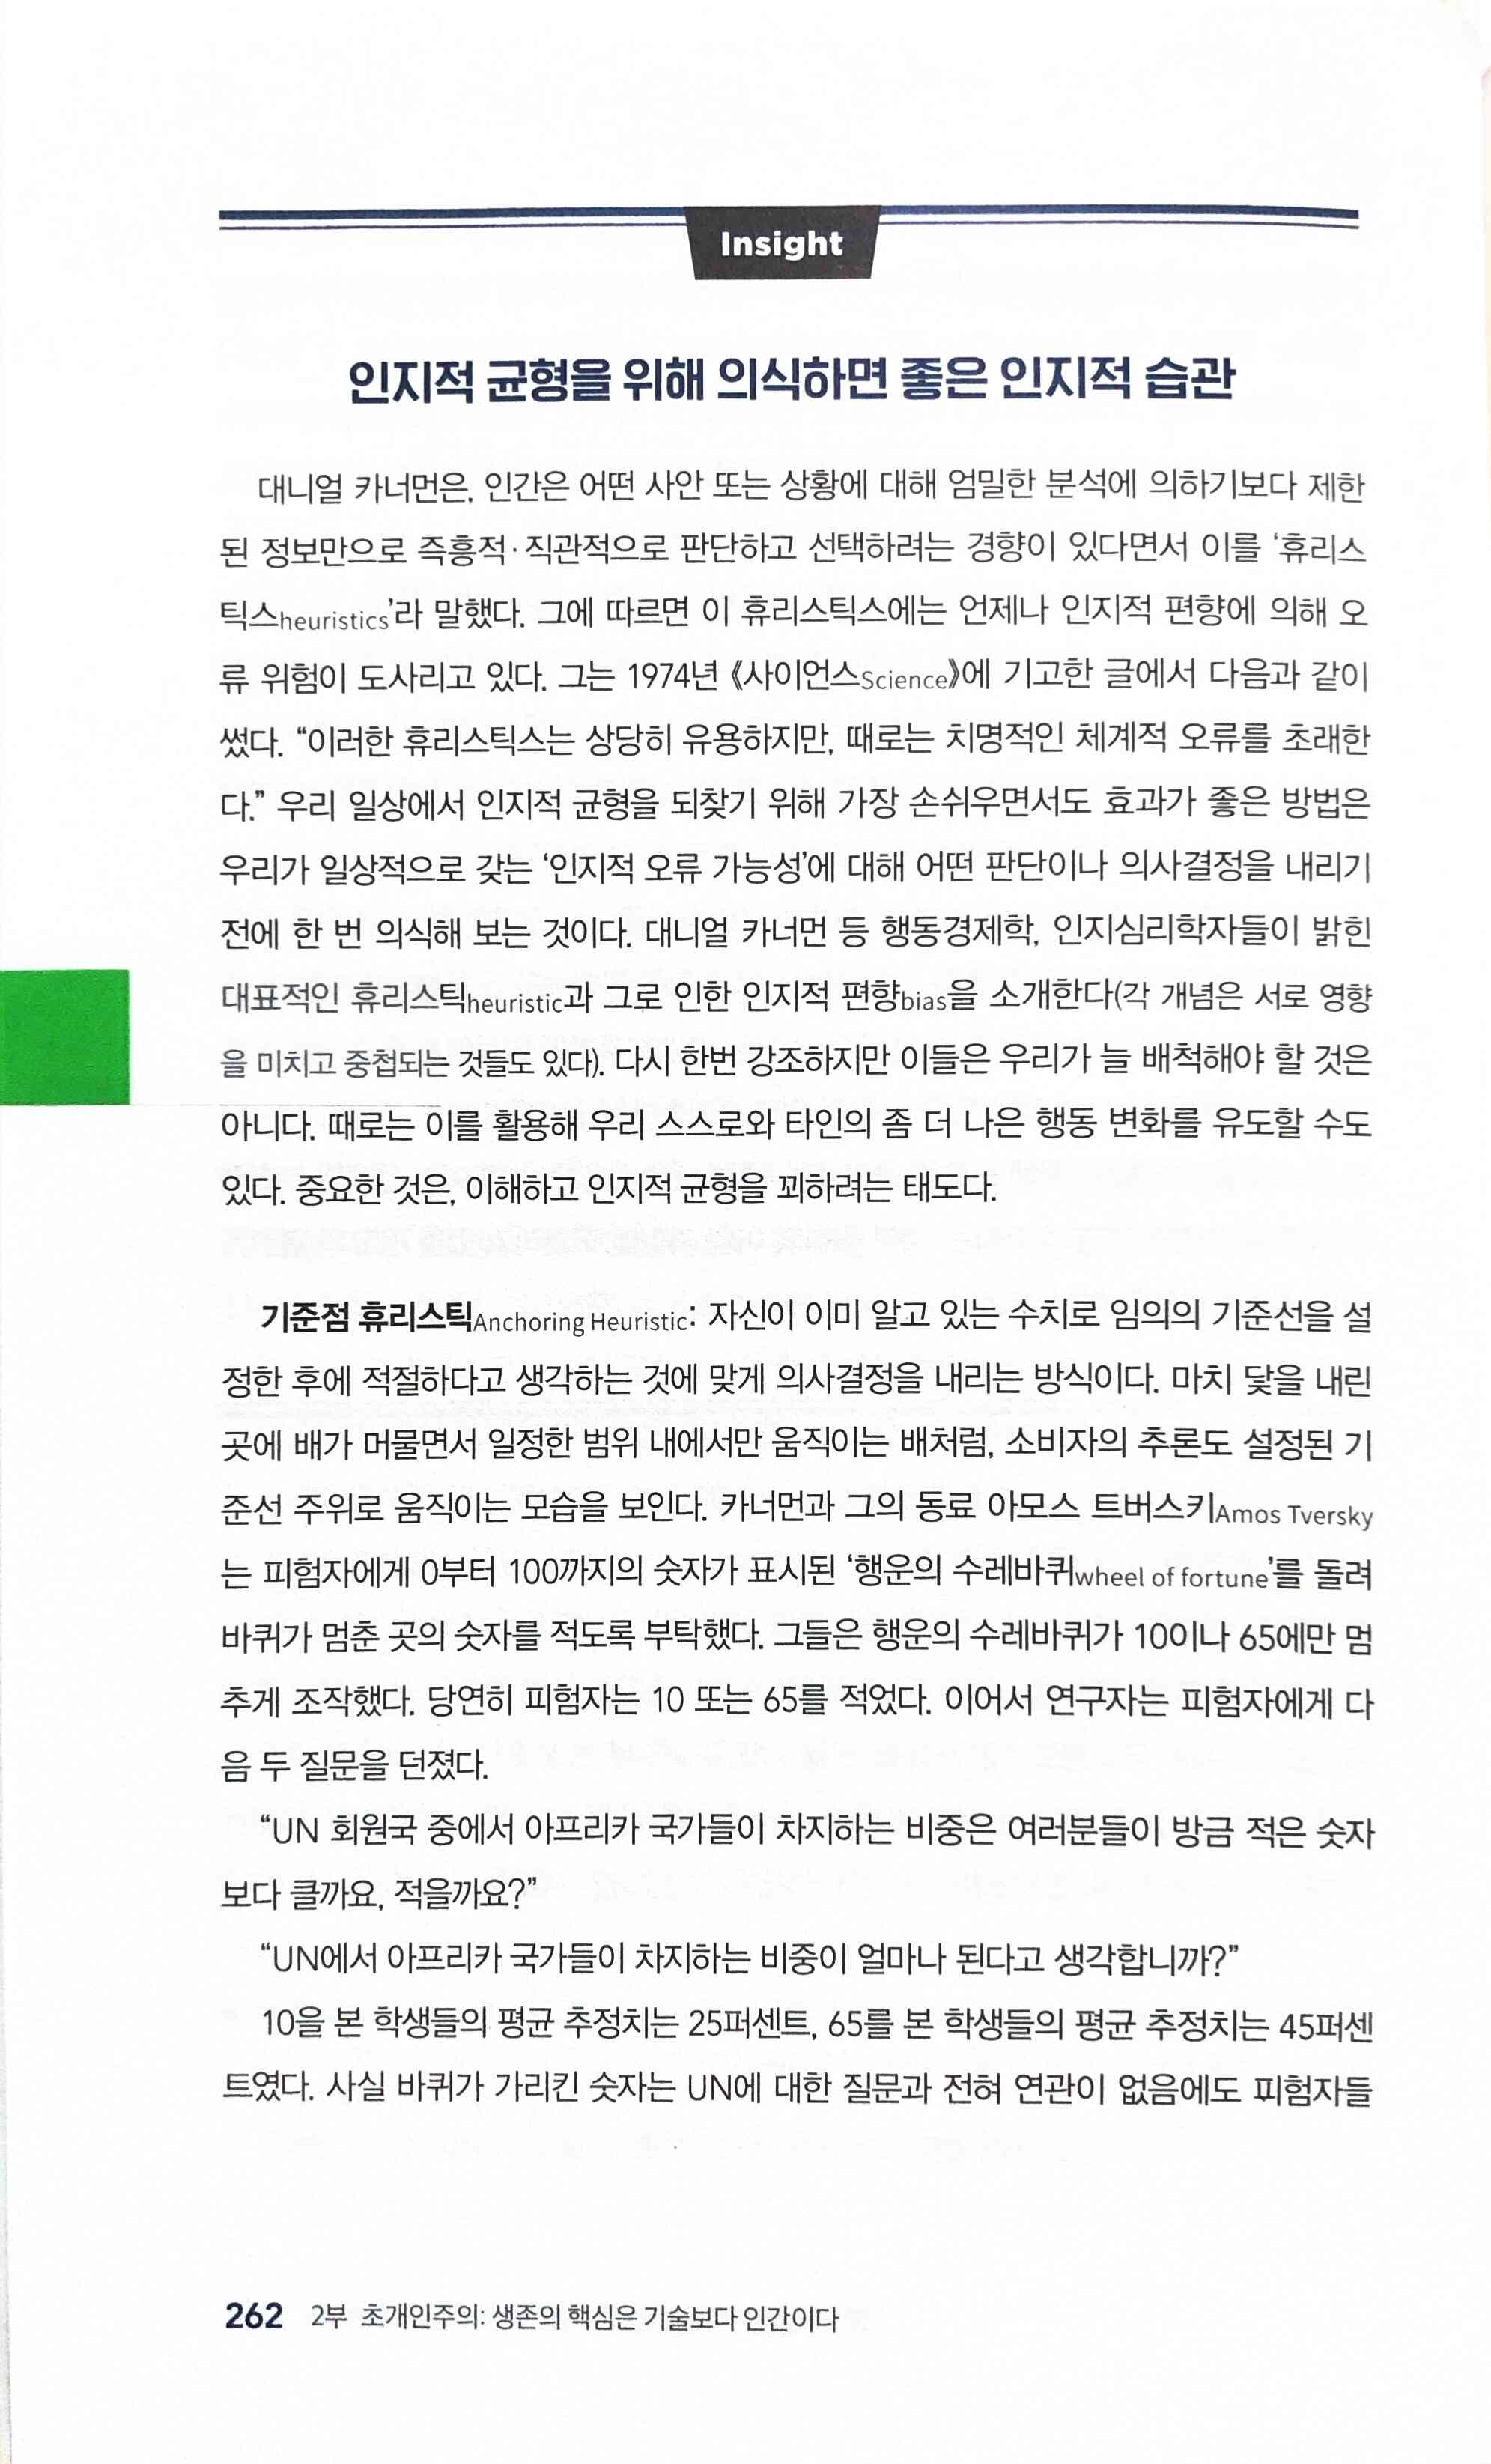 Insight
인지적 균형을 위해 의식하면 좋은 인지적 습관
대니얼 카너먼은, 인간은 어떤 사안 또는 상황에 대해 엄밀한 분석에 의하기보다 제한
된 정보만으로 즉흥적·직관적으로 판단하고 선택하려는 경향이 있다면서 이를 ‘휴리스
틱스heuristics’라 말했다. 그에 따르면 이 휴리스틱스에는 언제나 인지적 편향에 의해 오
류 위험이 도사리고 있다. 그는 1974년 《사이언스Science》에 기고한 글에서 다음과 같이
썼다. “이러한 휴리스틱스는 상당히 유용하지만, 때로는 치명적인 체계적 오류를 초래한
다.” 우리 일상에서 인지적 균형을 되찾기 위해 가장 손쉬우면서도 효과가 좋은 방법은
우리가 일상적으로 갖는 ‘인지적 오류 가능성’에 대해 어떤 판단이나 의사결정을 내리기
전에 한 번 의식해 보는 것이다. 대니얼 카너먼 등 행동경제학, 인지심리학자들이 밝힌
대표적인 휴리스틱heuristic과 그로 인한 인지적 편향bias을 소개한다(각 개념은 서로 영향
을 미치고 중첩되는 것들도 있다). 다시 한번 강조하지만 이들은 우리가 늘 배척해야 할 것은
아니다. 때로는 이를 활용해 우리 스스로와 타인의 좀 더 나은 행동 변화를 유도할 수도
있다. 중요한 것은, 이해하고 인지적 균형을 꾀하려는 태도다.
기준점 휴리스틱Anchoring Heuristic: 자신이 이미 알고 있는 수치로 임의의 기준선을 설
정한 후에 적절하다고 생각하는 것에 맞게 의사결정을 내리는 방식이다. 마치 닻을 내린
곳에 배가 머물면서 일정한 범위 내에서만 움직이는 배처럼, 소비자의 추론도 설정된 기
준선 주위로 움직이는 모습을 보인다. 카너먼과 그의 동료 아모스 트버스키Amos Tversky
는 피험자에게 0부터 100까지의 숫자가 표시된 ‘행운의 수레바퀴wheel of fortune’를 돌려
바퀴가 멈춘 곳의 숫자를 적도록 부탁했다. 그들은 행운의 수레바퀴가 10이나 65에만 멈
추게 조작했다. 당연히 피험자는 10 또는 65를 적었다. 이어서 연구자는 피험자에게 다
음 두 질문을 던졌다.
“UN 회원국 중에서 아프리카 국가들이 차지하는 비중은 여러분들이 방금 적은 숫자
보다 클까요, 적을까요?”
“UN에서 아프리카 국가들이 차지하는 비중이 얼마나 된다고 생각합니까?”
10을 본 학생들의 평균 추정치는 25퍼센트, 65를 본 학생들의 평균 추정치는 45퍼센
트였다. 사실 바퀴가 가리킨 숫자는 UN에 대한 질문과 전혀 연관이 없음에도 피험자들
262 2부 초개인주의: 생존의 핵심은 기술보다 인간이다